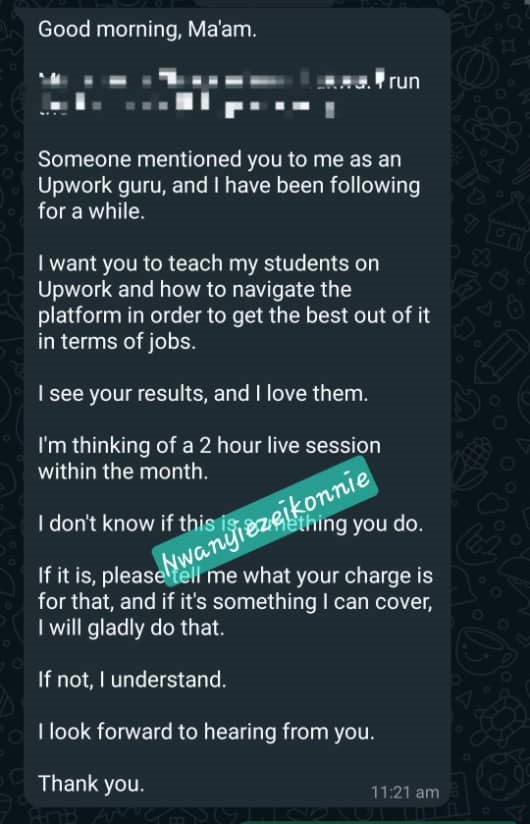 Good morning, Ma'am.
I run
Someone mentioned you to me as an
Upwork guru, and I have been following
for a while.
I want you to teach my students on
Upwork and how to navigate the
platform in order to get the best out of it
in terms of jobs.
I see your results, and I love them.
I'm thinking of a 2 hour live session
within the month.
I don't know if this is something you do.
Nwanyiezejkonnie
If it is, please tell me what your charge is
for that, and if it's something I can cover,
I will gladly do that.
If not, I understand.
I look forward to hearing from you.
Thank you.
11:21 am